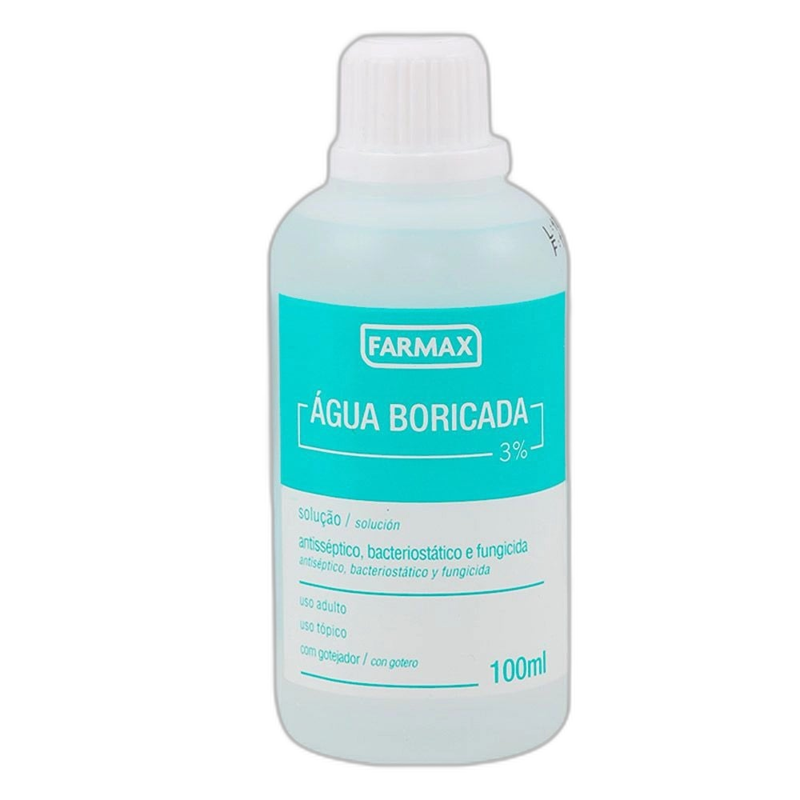 FARMAX
ÁGUA BORICADA
3%
solução / solución
antisséptico, bacteriostático e fungicida
antiséptico, bacteriostático y fungicida
uso adulto
uso tópico
com gotejador / con gotero
100ml